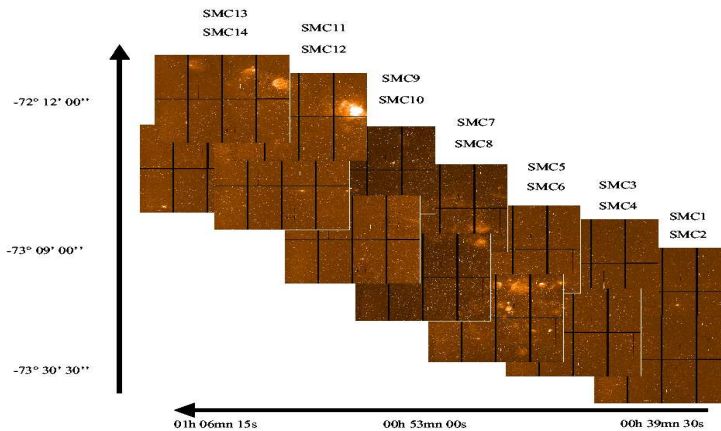 SMC13
SMC14
SMC11
SMC12
SMC9
SMC10
SMC7
SMC8
SMC5
SMC6
SMC3
SMC4
SMC1
SMC2
-72° 12' 00''
-73° 09' 00''
-73° 30' 30''
01h 06mn 15s
00h 53mn 00s
00h 39mn 30s